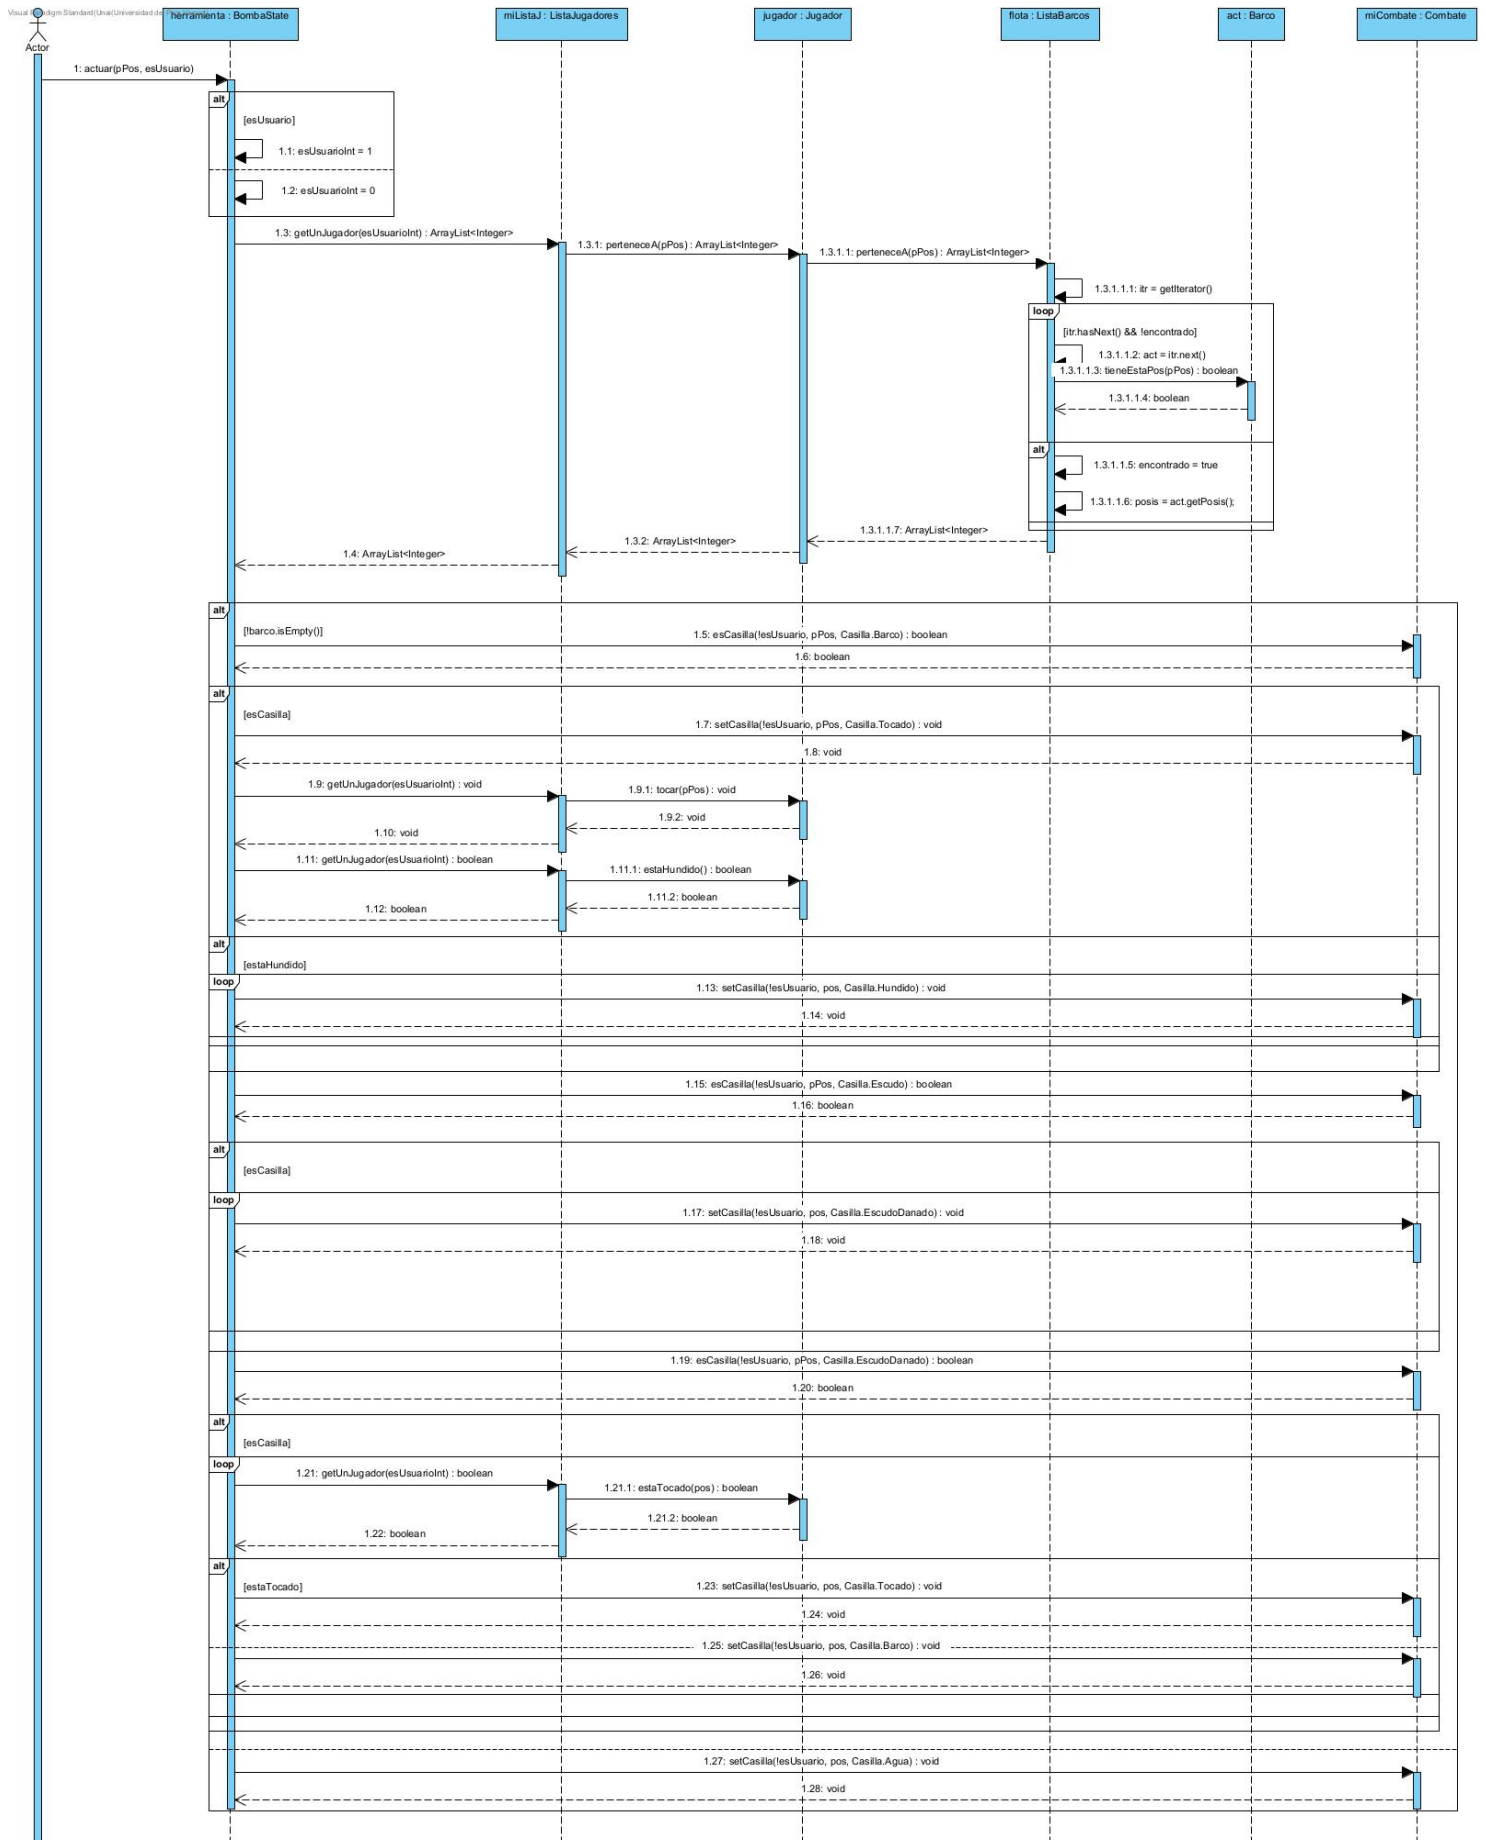 Visual Paradigm Standard(Unai(Universidad de
Actor
herramienta : BombaState
miListaJ : ListaJugadores
jugador : Jugador
flota : ListaBarcos
act : Barco
miCombate : Combate
1: actuar(pPos, esUsuario)
alt
[esUsuario]
1.1: esUsuarioInt = 1
1.2: esUsuarioInt = 0
1.3: getUnJugador(esUsuarioInt) : ArrayList<Integer>
1.3.1: perteneceA(pPos) : ArrayList<Integer>
1.3.1.1: perteneceA(pPos) : ArrayList<Integer>
1.3.1.1.1: itr = getIterator()
loop
[itr.hasNext() && !encontrado]
1.3.1.1.2: act = itr.next()
1.3.1.1.3: tieneEstaPos(pPos) : boolean
1.3.1.1.4: boolean
alt
1.3.1.1.5: encontrado = true
1.3.1.1.6: posis = act.getPosis();
1.3.1.1.7: ArrayList<Integer>
1.3.2: ArrayList<Integer>
1.4: ArrayList<Integer>
alt
[!barco.isEmpty()]
1.5: esCasilla(!esUsuario, pPos, Casilla.Barco) : boolean
1.6: boolean
alt
[esCasilla]
1.7: setCasilla(!esUsuario, pPos, Casilla.Tocado) : void
1.8: void
1.9: getUnJugador(esUsuarioInt) : void
1.9.1: tocar(pPos) : void
1.9.2: void
1.10: void
1.11: getUnJugador(esUsuarioInt) : boolean
1.11.1: estaHundido() : boolean
1.11.2: boolean
1.12: boolean
alt
[estaHundido]
loop
1.13: setCasilla(!esUsuario, pos, Casilla.Hundido) : void
1.14: void
1.15: esCasilla(!esUsuario, pPos, Casilla.Escudo) : boolean
1.16: boolean
alt
[esCasilla]
loop
1.17: setCasilla(!esUsuario, pos, Casilla.EscudoDanado) : void
1.18: void
1.19: esCasilla(!esUsuario, pPos, Casilla.EscudoDanado) : boolean
1.20: boolean
alt
[esCasilla]
loop
1.21: getUnJugador(esUsuarioInt) : boolean
1.21.1: estaTocado(pos) : boolean
1.21.2: boolean
1.22: boolean
alt
[estaTocado]
1.23: setCasilla(!esUsuario, pos, Casilla.Tocado) : void
1.24: void
1.25: setCasilla(!esUsuario, pos, Casilla.Barco) : void
1.26: void
1.27: setCasilla(!esUsuario, pos, Casilla.Agua) : void
1.28: void